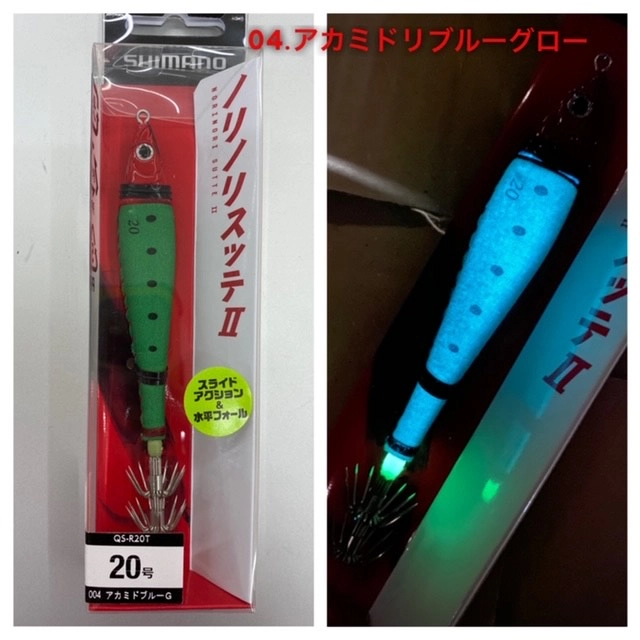 04.アカミドリブルーグロー
SHIMANO
ノリノリスッテII
NORINORI SUTTE II
20
スライド
アクション
&
水平フォール
QS-R20T
20号
004 アカミドブルーG
20
ノリスッテII